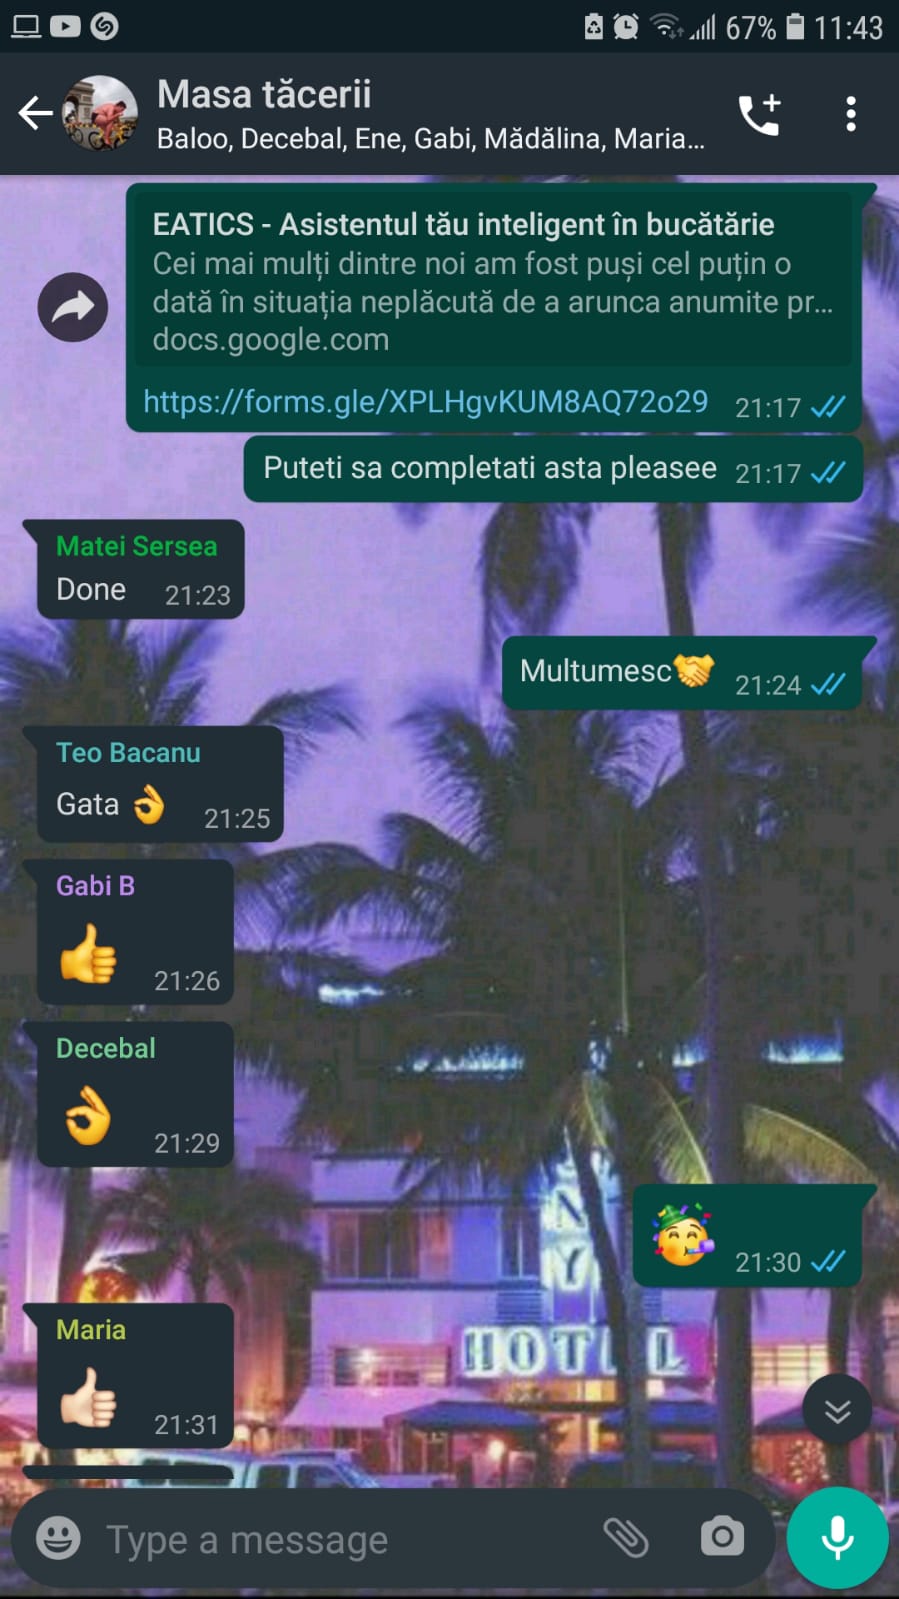 67% 11:43
Masa tăcerii
Baloo, Decebal, Ene, Gabi, Mădălina, Maria...
EATICS - Asistentul tău inteligent în bucătărie
Cei mai mulți dintre noi am fost puși cel puțin o
dată în situația neplăcută de a arunca anumite pr...
docs.google.com
https://forms.gle/XPLHgvKUM8AQ72o29 21:17
Puteti sa completati asta pleasee 21:17
Matei Sersea
Done 21:23
Multumesc🤝 21:24
Teo Bacanu
Gata 👌 21:25
Gabi B
👍 21:26
Decebal
👌 21:29
🥳 21:30
Maria
👍🏻 21:31
HOTEL
Type a message